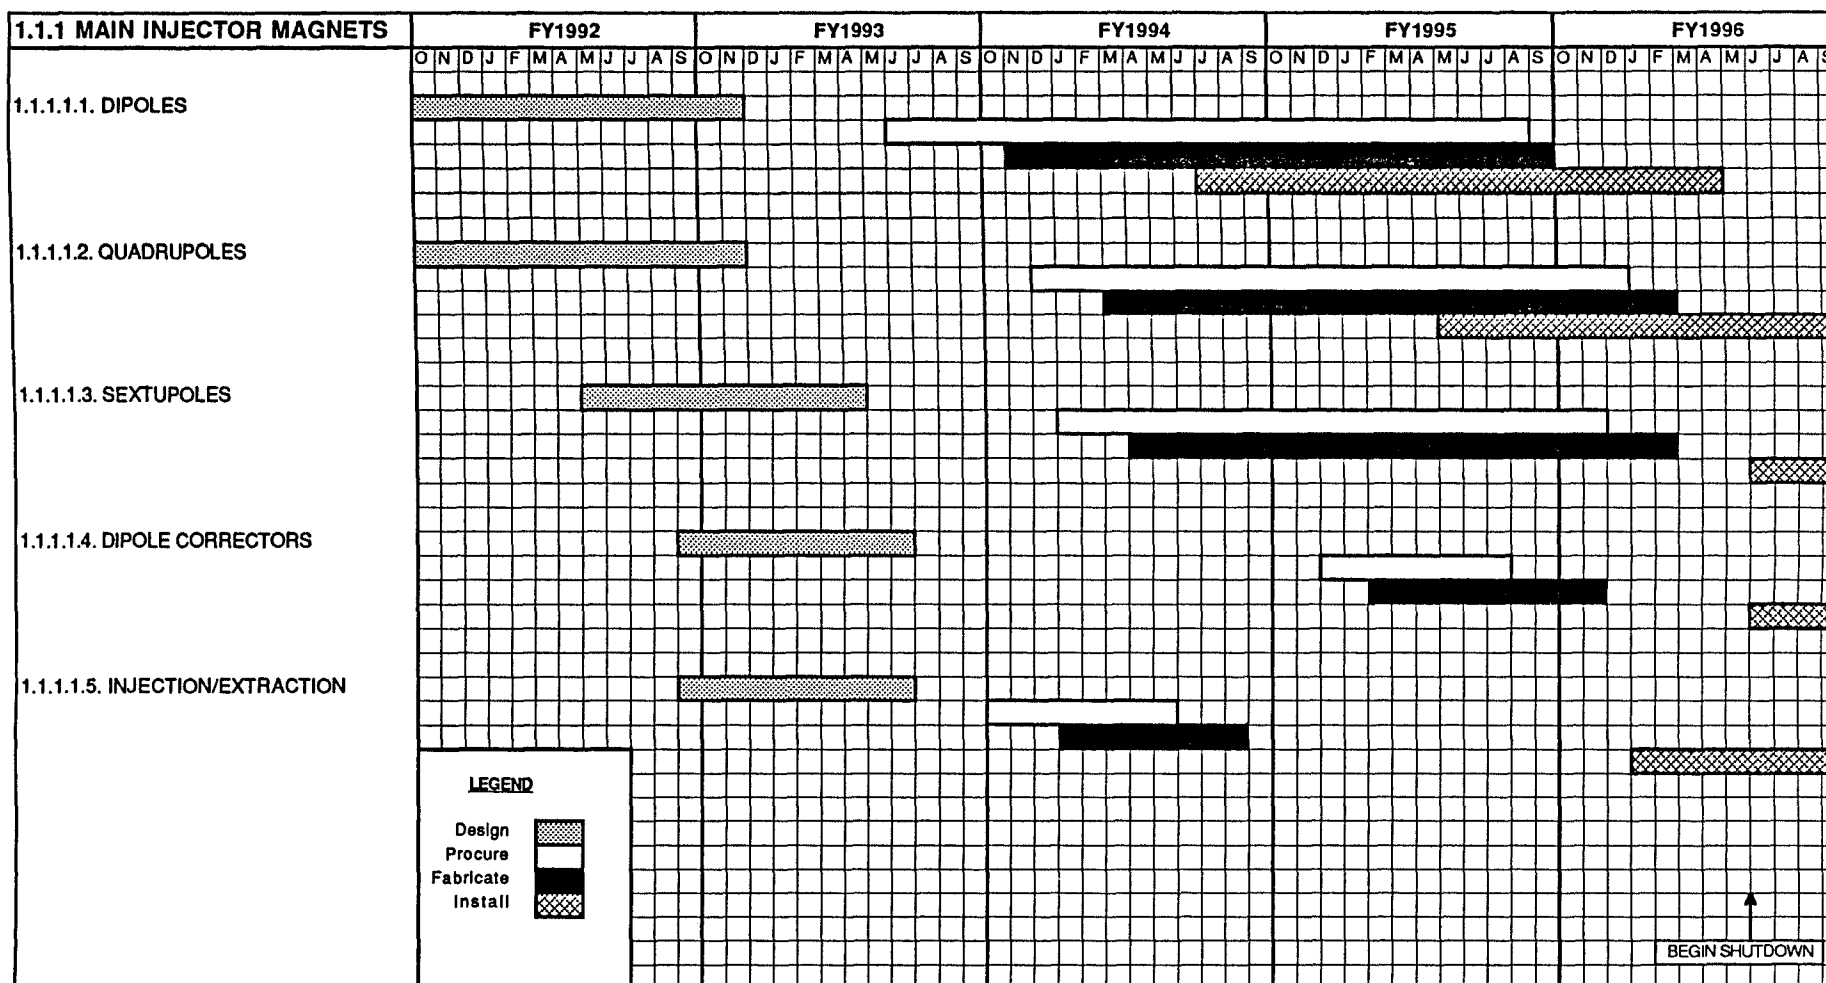 1.1.1 MAIN INJECTOR MAGNETS FY1992 FY1993 FY1994 FY1995 FY1996
O N D J F M A M J J A S O N D J F M A M J J A S O N D J F M A M J J A S O N D J F M A M J J A S O N D J F M A M J J A S
1.1.1.1.1. DIPOLES
1.1.1.1.2. QUADRUPOLES
1.1.1.1.3. SEXTUPOLES
1.1.1.1.4. DIPOLE CORRECTORS
1.1.1.1.5. INJECTION/EXTRACTION
LEGEND
Design
Procure
Fabricate
Install
BEGIN SHUTDOWN